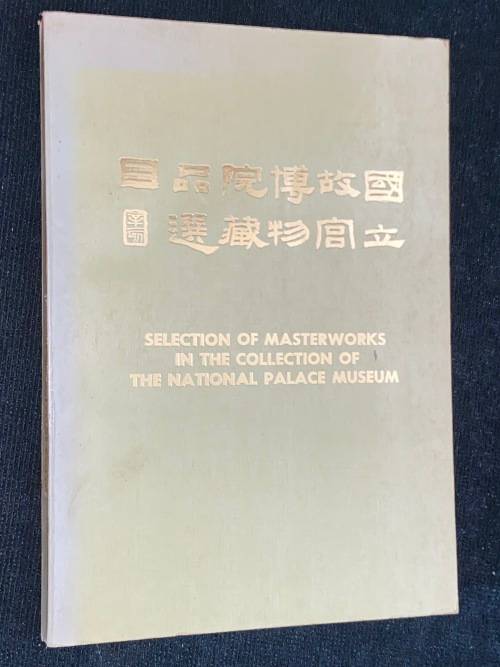 國立
故宮
博物
院藏
品選
目
SELECTION OF MASTERWORKS
IN THE COLLECTION OF
THE NATIONAL PALACE MUSEUM